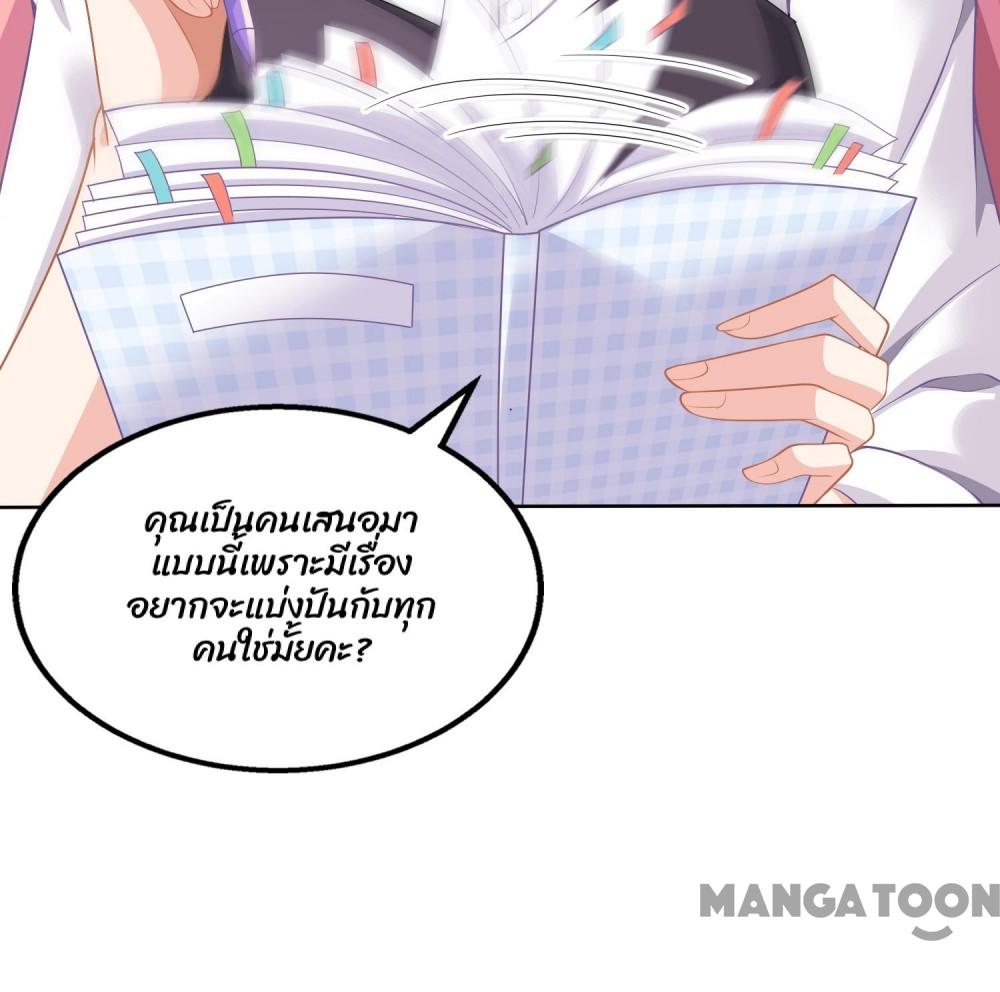 คุณเป็นคนเสนอมา
แบบนี้เพราะมีเรื่อง
อยากจะแบ่งปันกับทุก
คนใช่มั้ยคะ?
MANGATOON